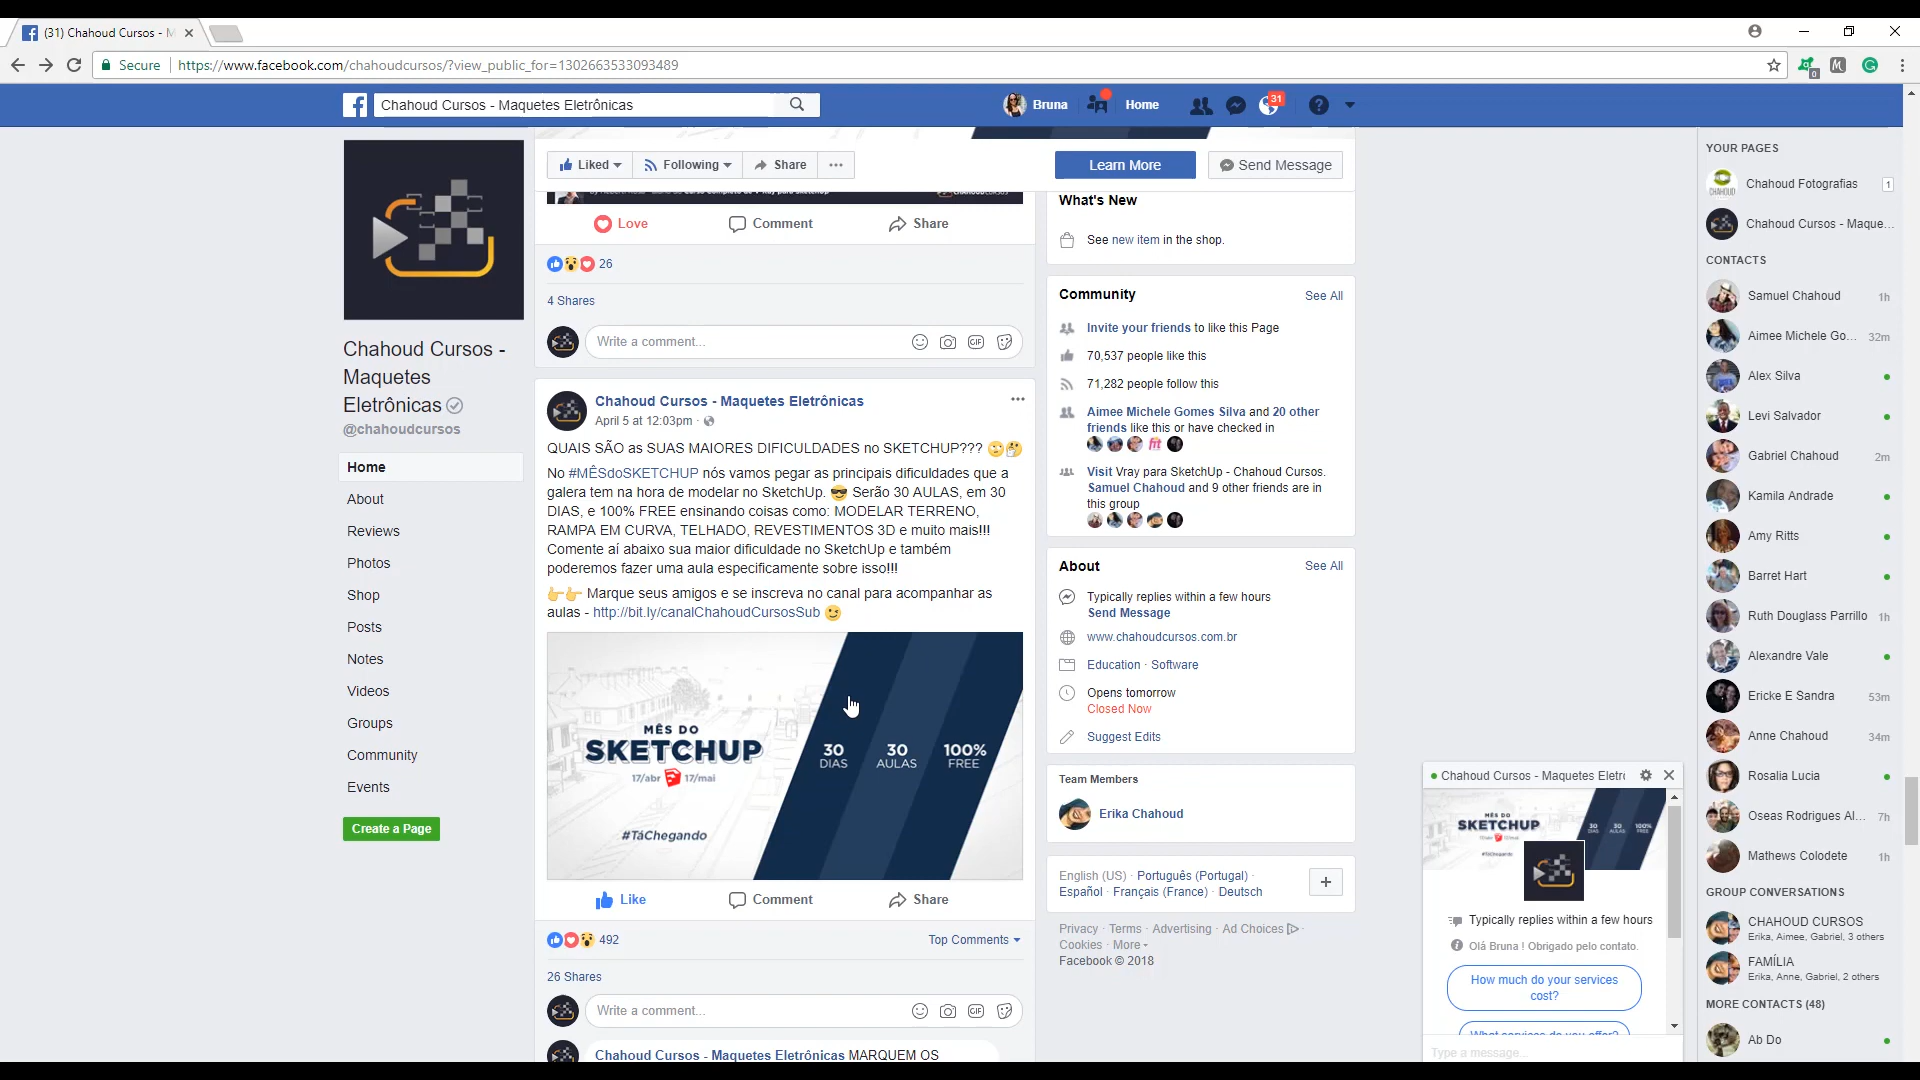 (31) Chahoud Cursos - M
Secure
https://www.facebook.com/chahoudcursos/?view_public_for=1302663533093489
0
Chahoud Cursos - Maquetes Eletrônicas
Bruna
Home
31
Chahoud Cursos -
Maquetes
Eletrônicas
@chahoudcursos
Home
About
Reviews
Photos
Shop
Posts
Notes
Videos
Groups
Community
Events
Create a Page
Liked
Following
Share
Learn More
Send Message
Love
Comment
Share
26
4 Shares
Write a comment...
GIF
Chahoud Cursos - Maquetes Eletrônicas
April 5 at 12:03pm ·
QUAIS SÃO as SUAS MAIORES DIFICULDADES no SKETCHUP???
No #MÊSdoSKETCHUP nós vamos pegar as principais dificuldades que a
galera tem na hora de modelar no SketchUp. Serão 30 AULAS, em 30
DIAS, e 100% FREE ensinando coisas como: MODELAR TERRENO,
RAMPA EM CURVA, TELHADO, REVESTIMENTOS 3D e muito mais!!!
Comente aí abaixo sua maior dificuldade no SketchUp e também
poderemos fazer uma aula especificamente sobre isso!!!
Marque seus amigos e se inscreva no canal para acompanhar as
aulas - http://bit.ly/canalChahoudCursosSub
MÊS DO
SKETCHUP
17/abr 17/mai
#TáChegando
30
DIAS
30
AULAS
100%
FREE
Like
Comment
Share
492
Top Comments
26 Shares
Write a comment...
GIF
Chahoud Cursos - Maquetes Eletrônicas MARQUEM OS
What's New
See new item in the shop.
Community
See All
Invite your friends to like this Page
70,537 people like this
71,282 people follow this
Aimee Michele Gomes Silva and 20 other
friends like this or have checked in
Visit Vray para SketchUp - Chahoud Cursos.
Samuel Chahoud and 9 other friends are in
this group
About
See All
Typically replies within a few hours
Send Message
www.chahoudcursos.com.br
Education · Software
Opens tomorrow
Closed Now
Suggest Edits
Team Members
Erika Chahoud
English (US) · Português (Portugal) ·
Español · Français (France) · Deutsch
Privacy · Terms · Advertising · Ad Choices ·
Cookies · More
Facebook © 2018
Chahoud Cursos - Maquetes Eletr
MÊS DO
SKETCHUP
30
DIAS
30
AULAS
100%
FREE
Typically replies within a few hours
Olá Bruna ! Obrigado pelo contato.
How much do your services
cost?
What services do you offer?
Type a message...
YOUR PAGES
Chahoud Fotografias
1
Chahoud Cursos - Maque...
CONTACTS
Samuel Chahoud
1h
Aimee Michele Go...
32m
Alex Silva
Levi Salvador
Gabriel Chahoud
2m
Kamila Andrade
Amy Ritts
Barret Hart
Ruth Douglass Parrillo
1h
Alexandre Vale
Ericke E Sandra
53m
Anne Chahoud
34m
Rosalia Lucia
Oseas Rodrigues Al...
7h
Mathews Colodete
1h
GROUP CONVERSATIONS
CHAHOUD CURSOS
Erika, Aimee, Gabriel, 3 others
FAMÍLIA
Erika, Anne, Gabriel, 2 others
MORE CONTACTS (48)
Ab Do